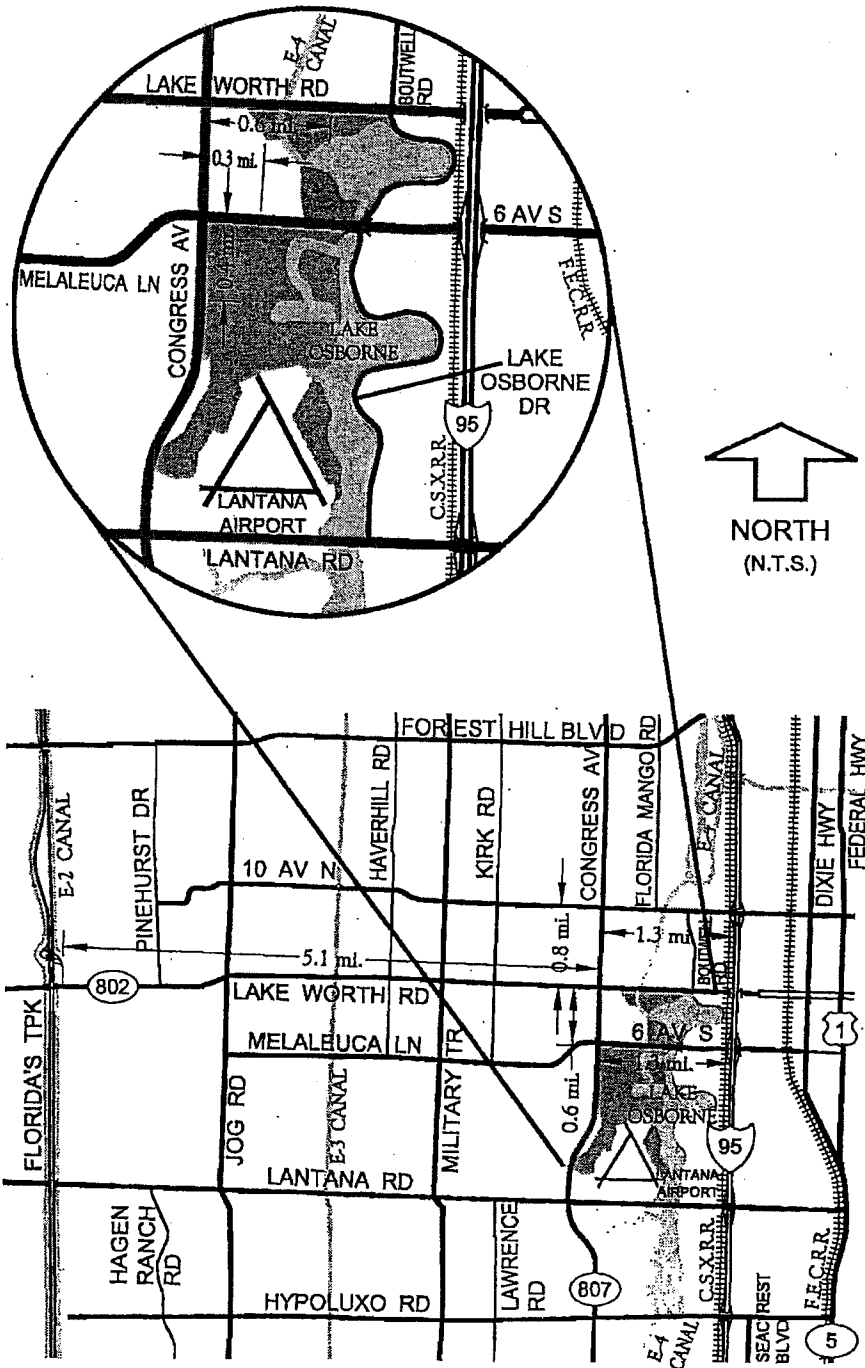 E-4
CANAL
BOUTWELL
RD
LAKE WORTH RD
0.6 mi.
0.3 mi.
6 AV S
MELALEUCA LN
CONGRESS AV
F.E.C.R.R.
LAKE
OSBORNE
LAKE
OSBORNE
DR
95
C.S.X.R.R.
LANTANA
AIRPORT
LANTANA RD
NORTH
(N.T.S.)
FOREST HILL BLVD
E-2 CANAL
PINEHURST DR
HAVERHILL RD
KIRK RD
CONGRESS AV
FLORIDA MANGO RD
DIXIE HWY
FEDERAL HWY
10 AV N
0.8 mi.
1.3 mi.
BOUTWELL
RD
5.1 mi.
802
LAKE WORTH RD
6 AV S
1
MELALEUCA LN
FLORIDA'S TPK
JOG RD
E-3 CANAL
MILITARY TR
0.6 mi.
LAKE
OSBORNE
95
LANTANA RD
LANTANA
AIRPORT
HAGEN
RANCH
RD
LAWRENCE
RD
807
C.S.X.R.R.
F.E.C.R.R.
HYPOLUXO RD
E-4
CANAL
SEACREST
BLVD
5